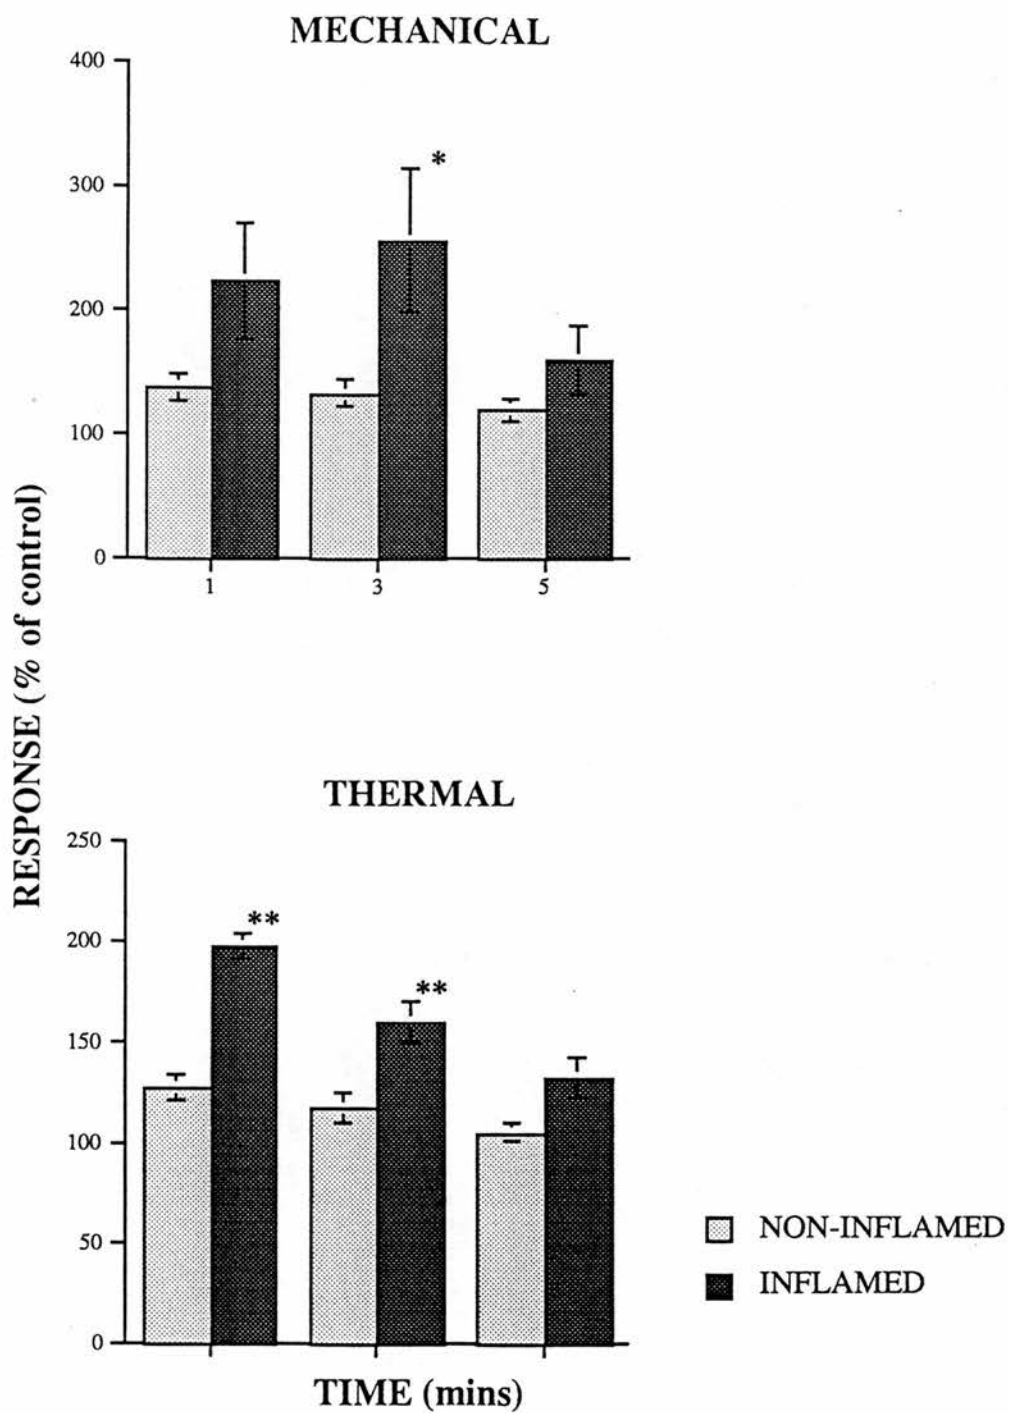 MECHANICAL
400
300
200
100
0
*
1 3 5
RESPONSE (% of control)
THERMAL
250
200
150
100
50
0
**
**
NON-INFLAMED
INFLAMED
TIME (mins)